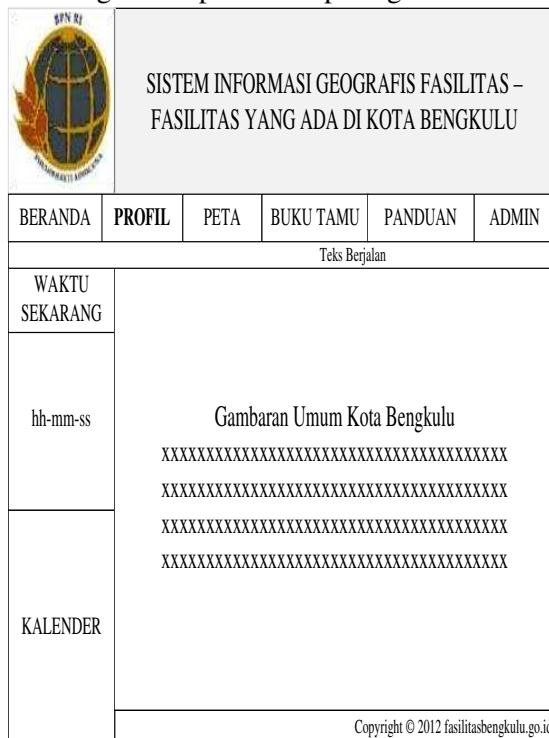 BPN RI
SISTEM INFORMASI GEOGRAFIS FASILITAS –
FASILITAS YANG ADA DI KOTA BENGKULU
BERANDA PROFIL PETA BUKU TAMU PANDUAN ADMIN
Teks Berjalan
WAKTU
SEKARANG
hh-mm-ss
Gambaran Umum Kota Bengkulu
xxxxxxxxxxxxxxxxxxxxxxxxxxxxxxxxxxxxxxxx
xxxxxxxxxxxxxxxxxxxxxxxxxxxxxxxxxxxxxxxx
xxxxxxxxxxxxxxxxxxxxxxxxxxxxxxxxxxxxxxxx
xxxxxxxxxxxxxxxxxxxxxxxxxxxxxxxxxxxxxxxx
KALENDER
Copyright © 2012 fasilitasbengkulu.go.id